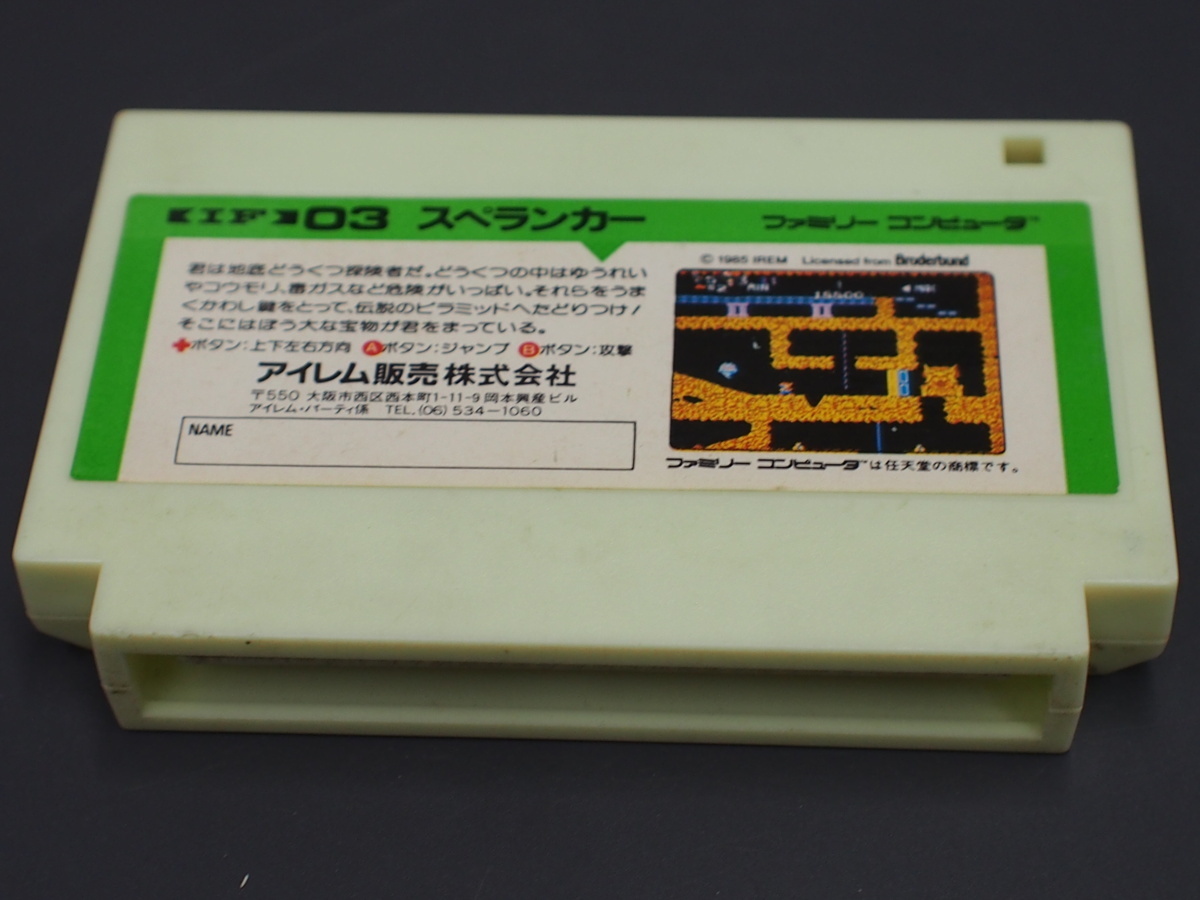 IF-03 スペランカー
ファミリー コンピュータ™
君は地底どうくつ探険者だ。どうくつの中はゆうれい
やコウモリ、毒ガスなど危険がいっぱい。それらをうま
くかわし鍵をとって、伝説のピラミッドへたどりつけ!
そこにはぼう大な宝物が君をまっている。
✚ボタン:上下左右方向 Ⓐボタン:ジャンプ Ⓑボタン:攻撃
アイレム販売株式会社
〒550 大阪市西区西本町1-11-9 岡本興産ビル
アイレム・パーティ係 TEL.(06)534-1060
NAME
© 1985 IREM Licensed from Brøderbund
15500
ファミリー コンピュータ™は任天堂の商標です。